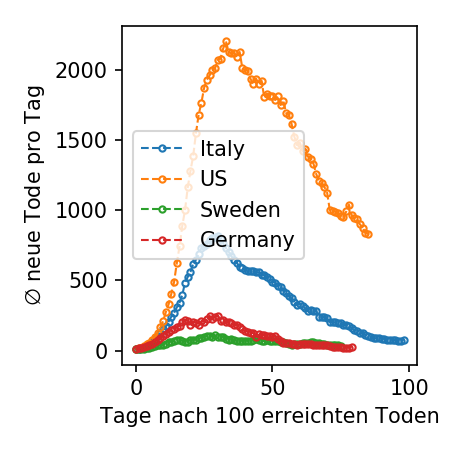 ∅ neue Tode pro Tag
2000
1500
1000
500
0
Italy
US
Sweden
Germany
0 50 100
Tage nach 100 erreichten Toden